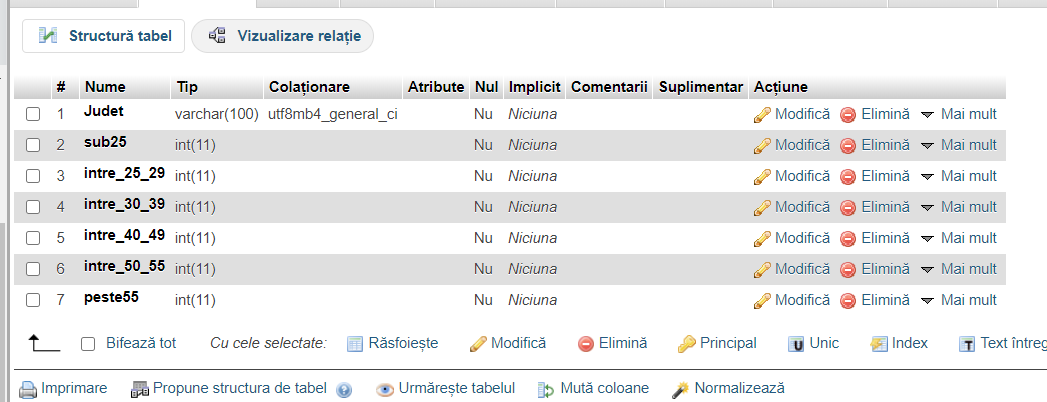 Structură tabel Vizualizare relație
# Nume Tip Colaționare Atribute Nul Implicit Comentarii Suplimentar Acțiune
1 Judet varchar(100) utf8mb4_general_ci Nu Niciuna Modifică Elimină Mai mult
2 sub25 int(11) Nu Niciuna Modifică Elimină Mai mult
3 intre_25_29 int(11) Nu Niciuna Modifică Elimină Mai mult
4 intre_30_39 int(11) Nu Niciuna Modifică Elimină Mai mult
5 intre_40_49 int(11) Nu Niciuna Modifică Elimină Mai mult
6 intre_50_55 int(11) Nu Niciuna Modifică Elimină Mai mult
7 peste55 int(11) Nu Niciuna Modifică Elimină Mai mult
Bifează tot Cu cele selectate: Răsfoiește Modifică Elimină Principal Unic Index Text întreg
Imprimare Propune structura de tabel Urmărește tabelul Mută coloane Normalizează